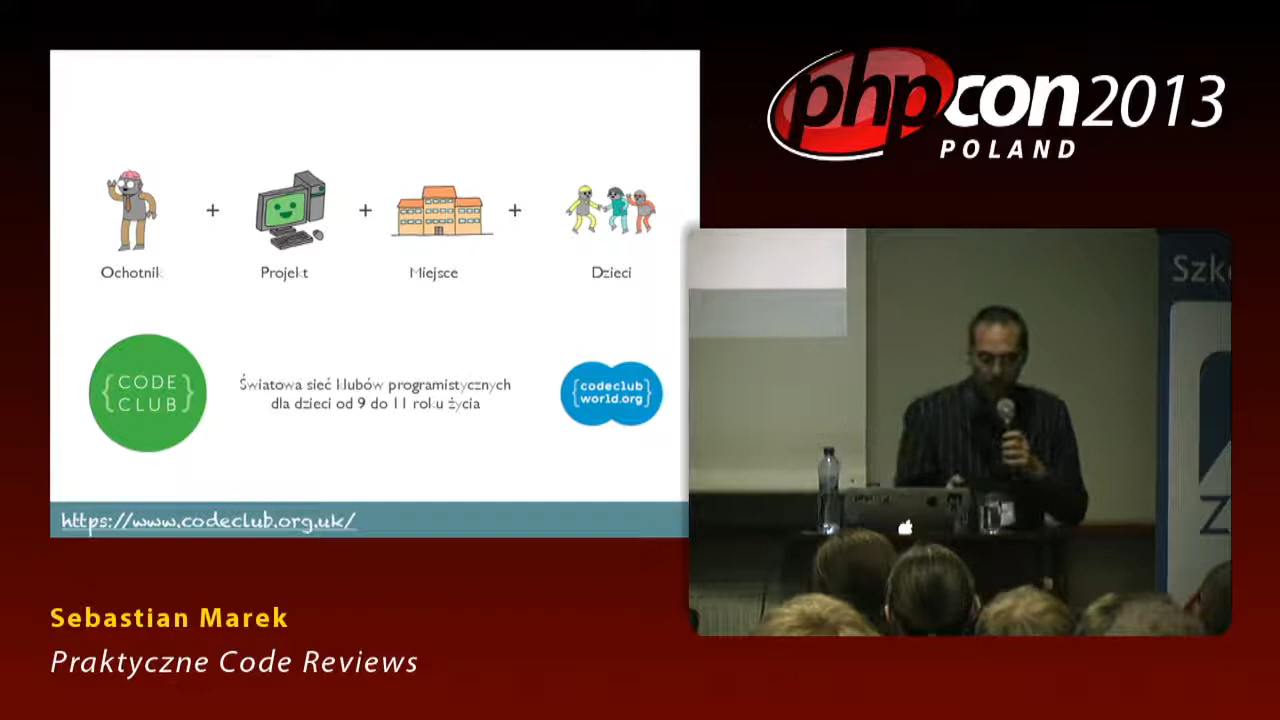 phpcon2013
POLAND
Ochotnik + Projekt + Miejsce + Dzieci
{CODE
CLUB}
Światowa sieć klubów programistycznych
dla dzieci od 9 do 11 roku życia
{codeclub
world.org}
https://www.codeclub.org.uk/
Sebastian Marek
Praktyczne Code Reviews